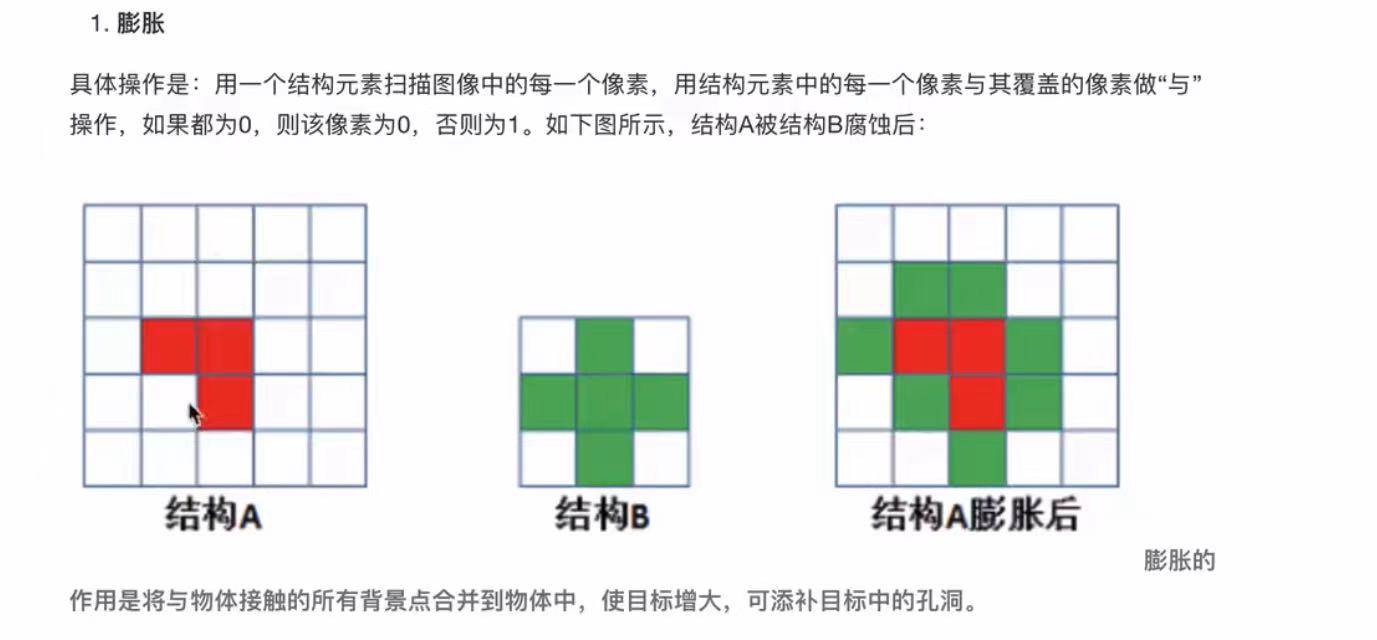 1. 膨胀
具体操作是：用一个结构元素扫描图像中的每一个像素，用结构元素中的每一个像素与其覆盖的像素做“与”
操作，如果都为0，则该像素为0，否则为1。如下图所示，结构A被结构B腐蚀后：
结构A
结构B
结构A膨胀后
膨胀的
作用是将与物体接触的所有背景点合并到物体中，使目标增大，可添补目标中的孔洞。